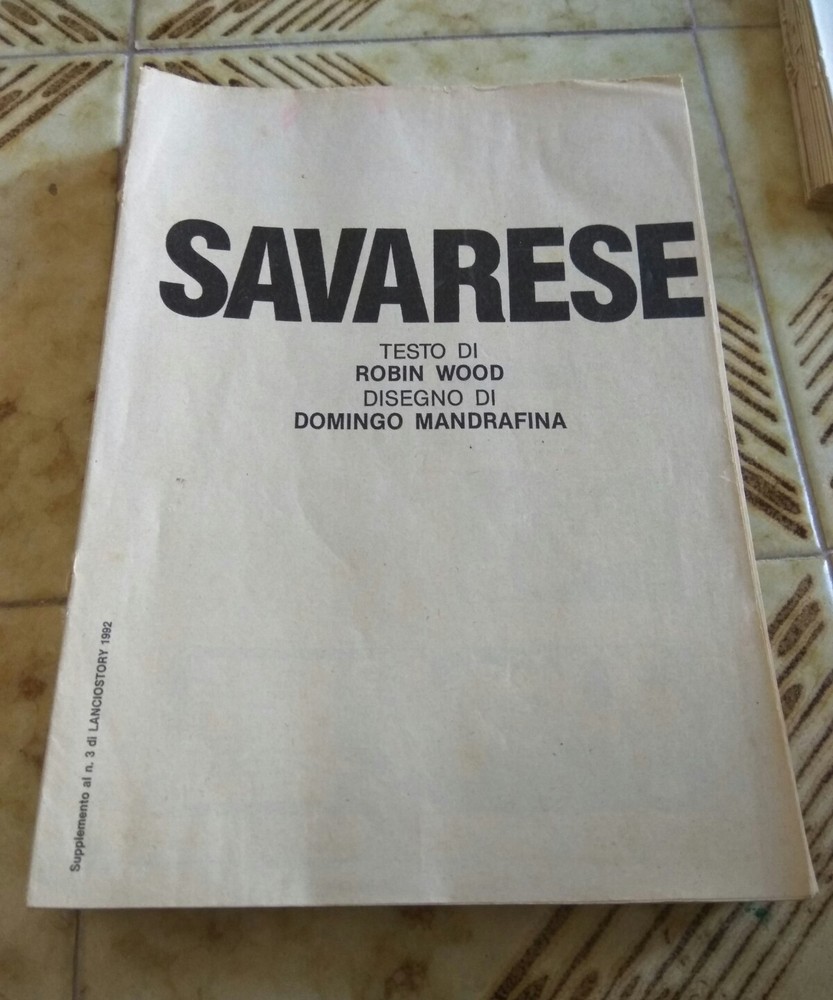 SAVARESE
TESTO DI
ROBIN WOOD
DISEGNO DI
DOMINGO MANDRAFINA
Supplemento al n. 3 di LANCIOSTORY 1992